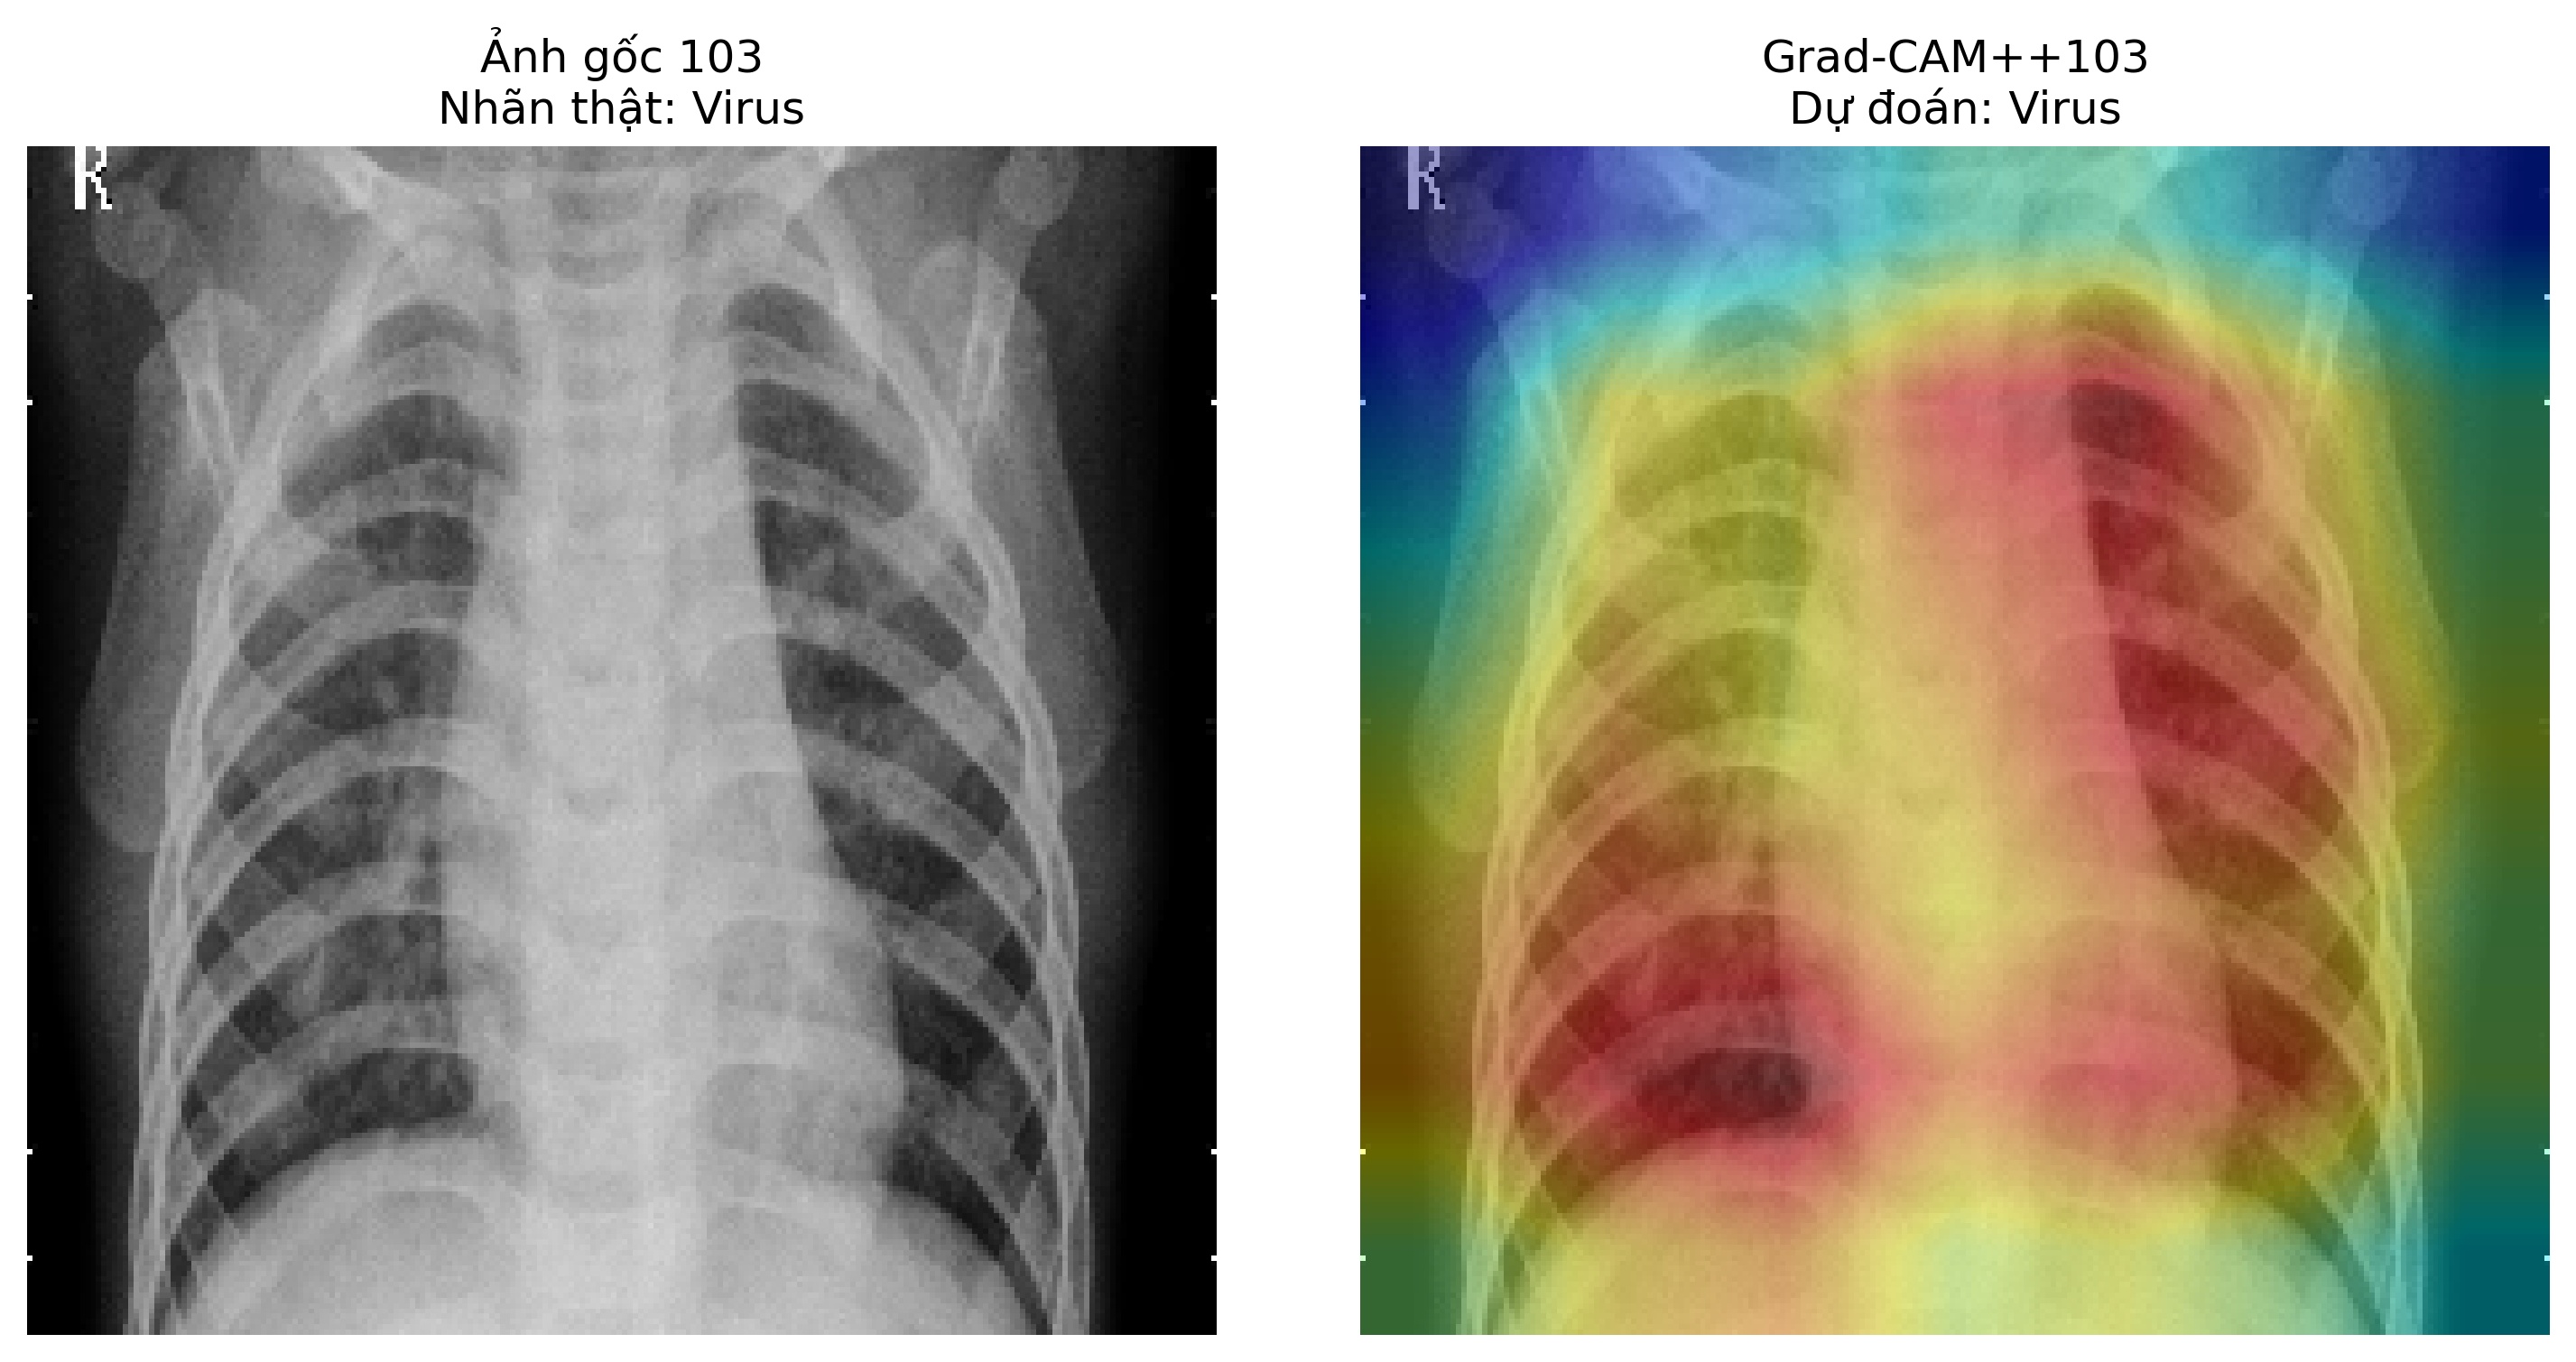 Ảnh gốc 103
Nhãn thật: Virus
Grad-CAM++103
Dự đoán: Virus
R
R